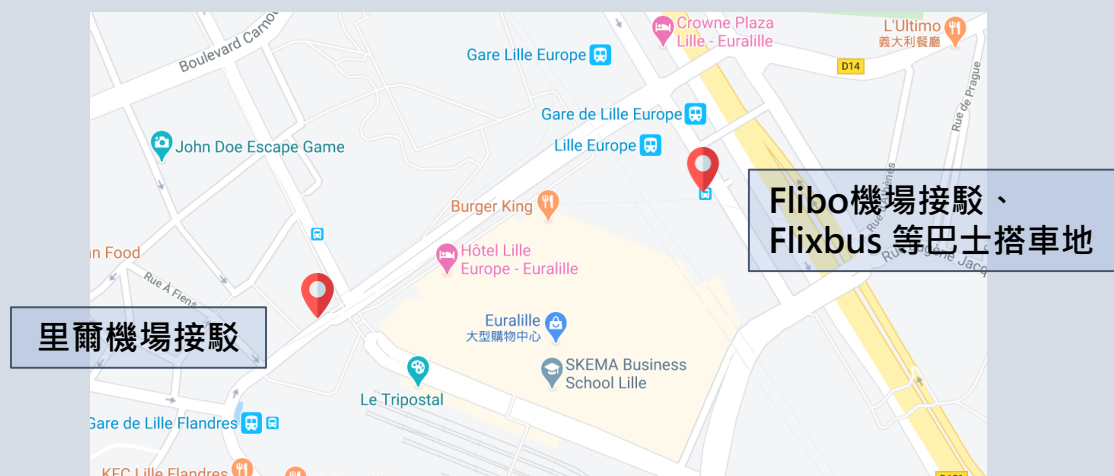 Crowne Plaza
Lille - Euralille
L'Ultimo
義大利餐廳
Boulevard Camou
Gare Lille Europe
D14
Rue de Prague
Gare de Lille Europe
John Doe Escape Game
Lille Europe
Flibo機場接駁、
Flixbus 等巴士搭車地
Burger King
Hôtel Lille
Europe - Euralille
n Food
Rue À Fiens
里爾機場接駁
Euralille
大型購物中心
SKEMA Business
School Lille
Le Tripostal
Gare de Lille Flandres
KFC Lille Flandres